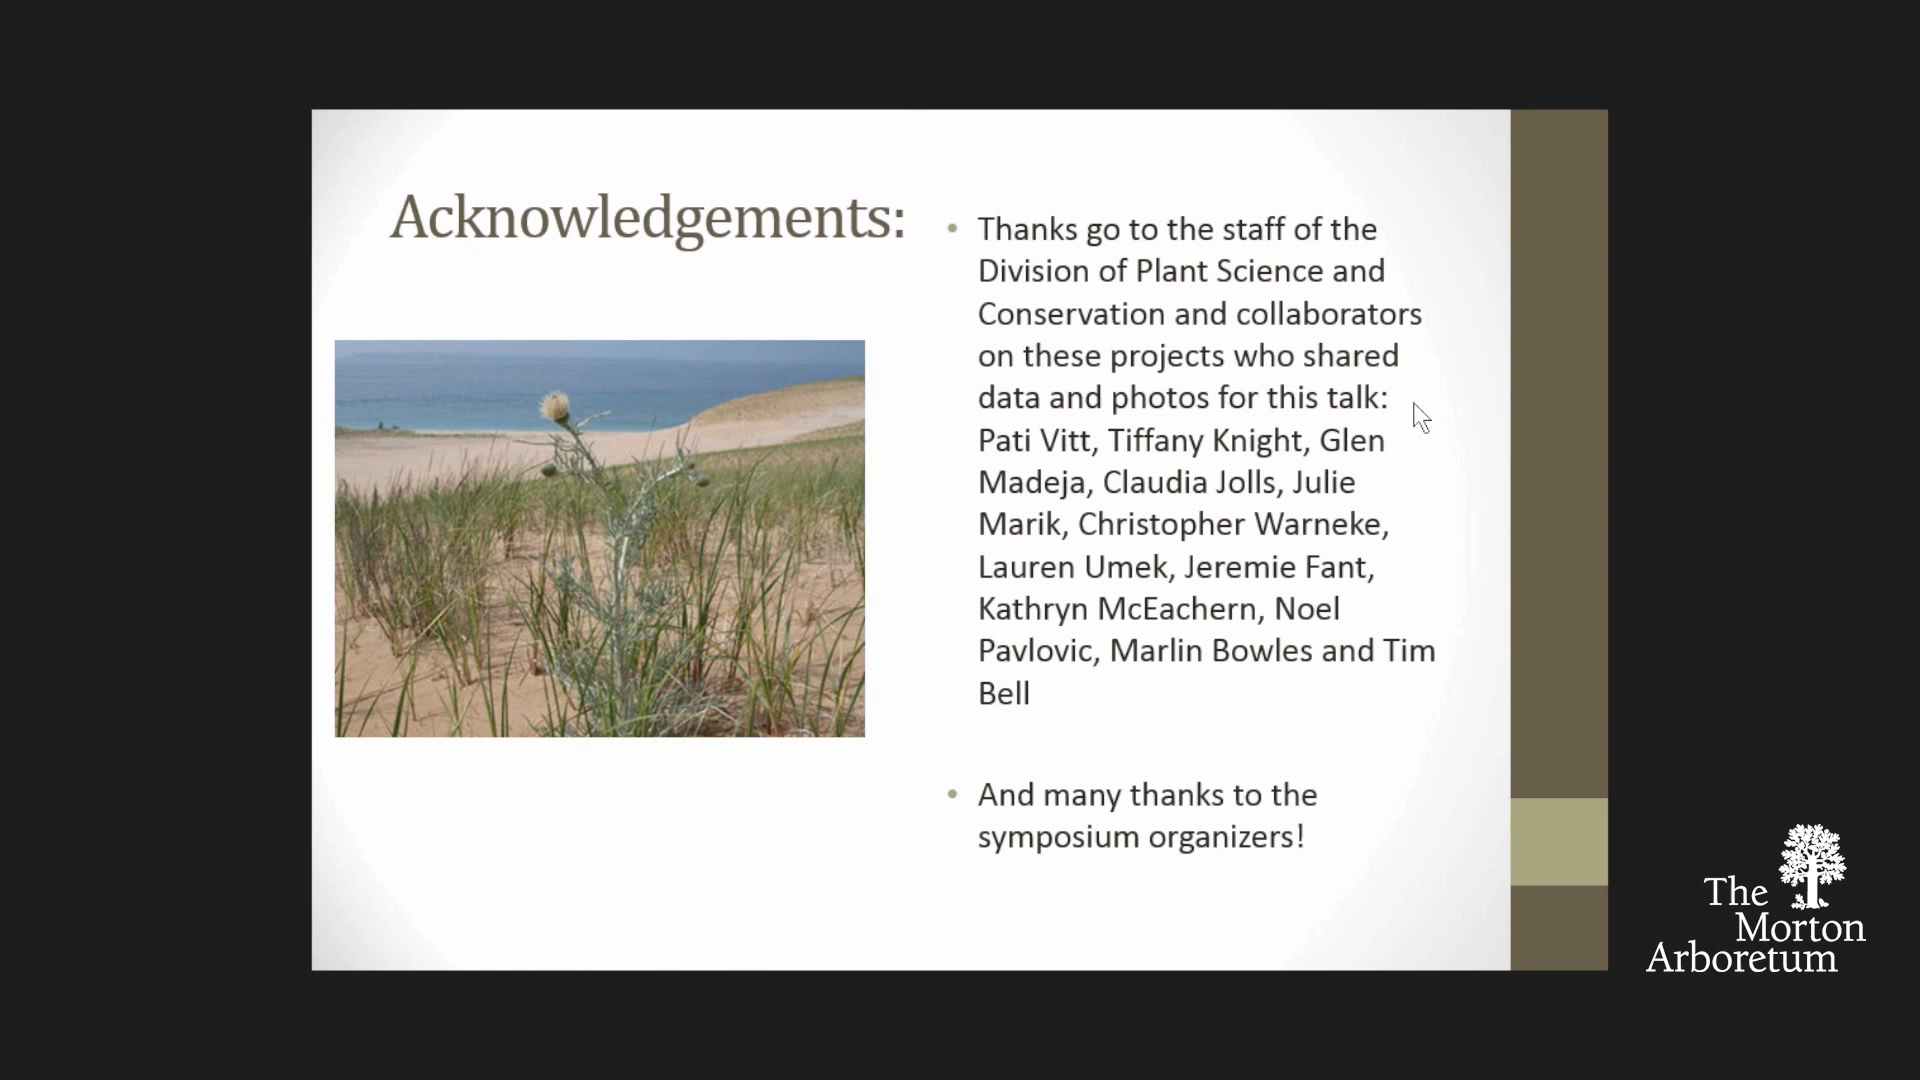 Acknowledgements:
• Thanks go to the staff of the
Division of Plant Science and
Conservation and collaborators
on these projects who shared
data and photos for this talk:
Pati Vitt, Tiffany Knight, Glen
Madeja, Claudia Jolls, Julie
Marik, Christopher Warneke,
Lauren Umek, Jeremie Fant,
Kathryn McEachern, Noel
Pavlovic, Marlin Bowles and Tim
Bell
• And many thanks to the
symposium organizers!
The
Morton
Arboretum